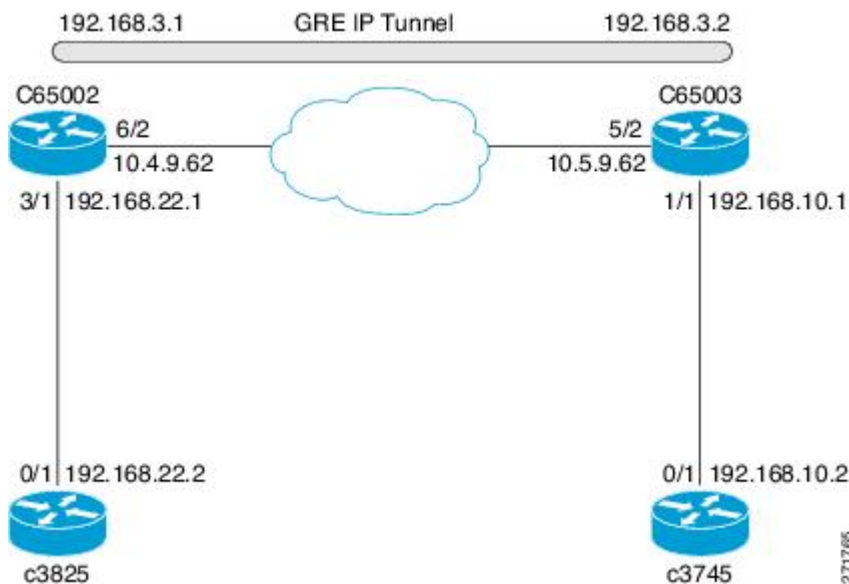 192.168.3.1 GRE IP Tunnel 192.168.3.2
C65002 C65003
6/2 5/2
10.4.9.62 10.5.9.62
3/1 192.168.22.1 1/1 192.168.10.1
0/1 192.168.22.2 0/1 192.168.10.2
c3825 c3745
271765